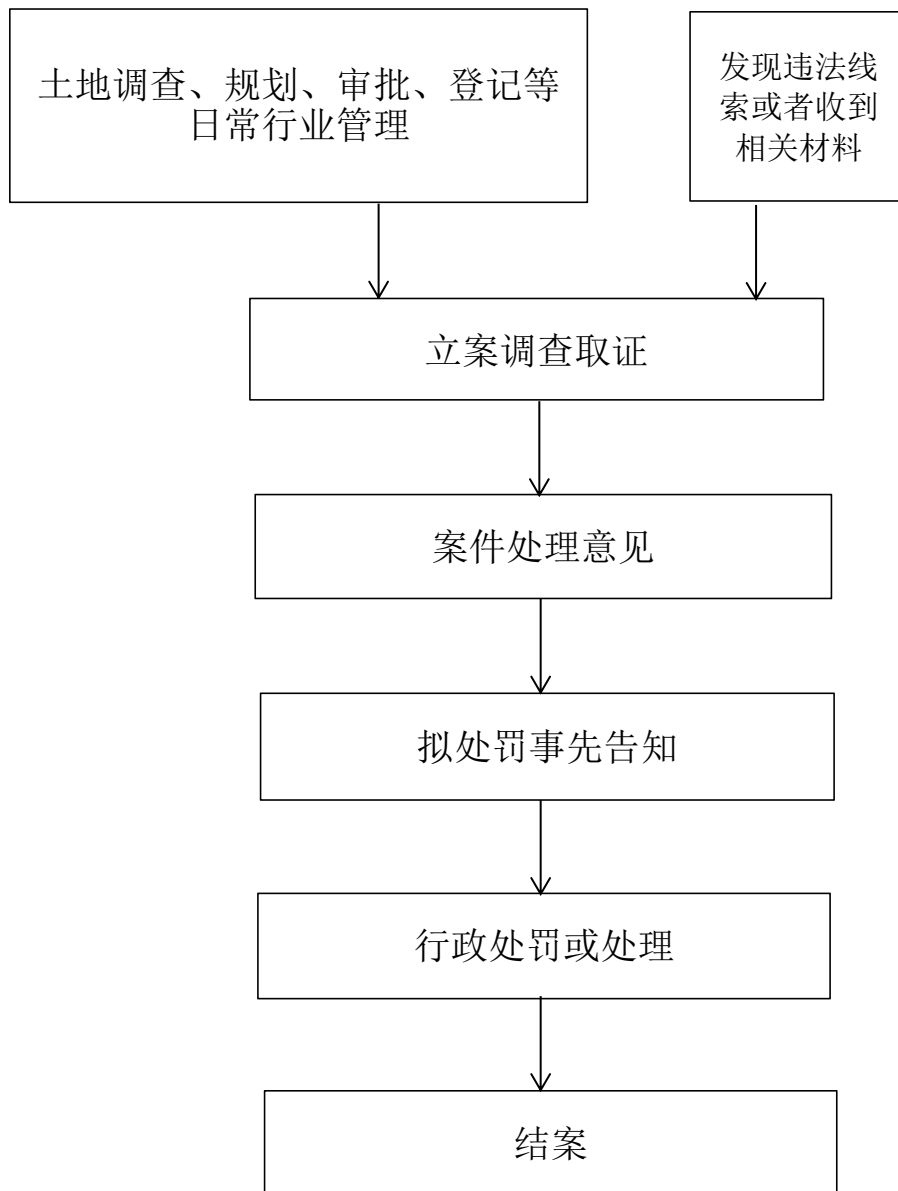 土地调查、规划、审批、登记等
日常行业管理
发现违法线
索或者收到
相关材料
立案调查取证
案件处理意见
拟处罚事先告知
行政处罚或处理
结案